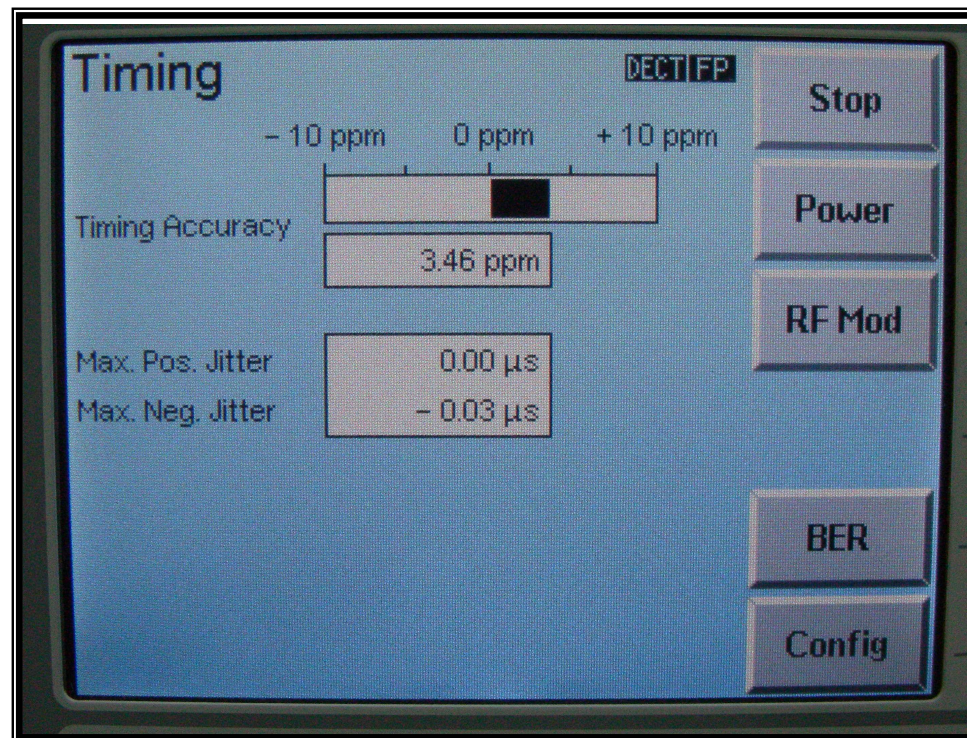 Timing
DECT FP
– 10 ppm 0 ppm + 10 ppm
Timing Accuracy
3.46 ppm
Max. Pos. Jitter 0.00 µs
Max. Neg. Jitter – 0.03 µs
Stop
Power
RF Mod
BER
Config